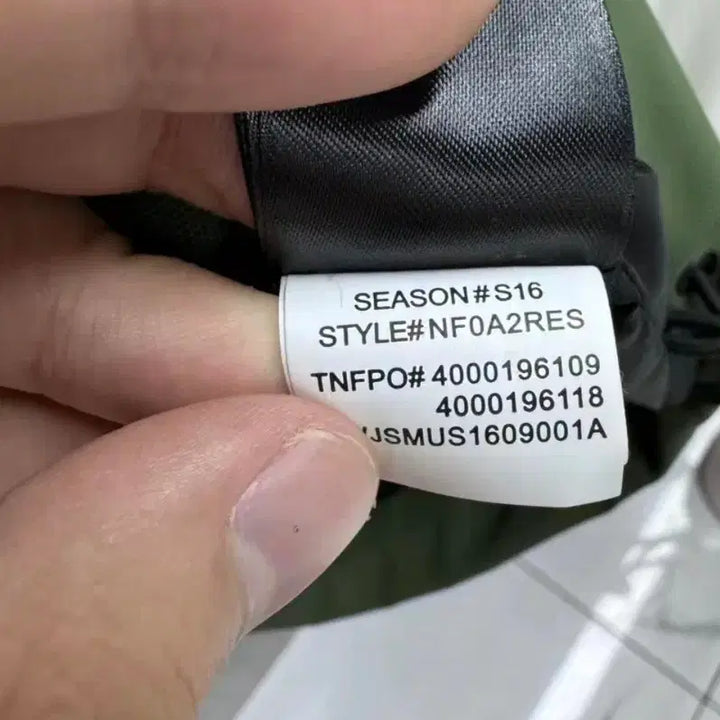 SEASON#S16
STYLE#NF0A2RES
TNFPO# 4000196109
4000196118
JSMUS1609001A